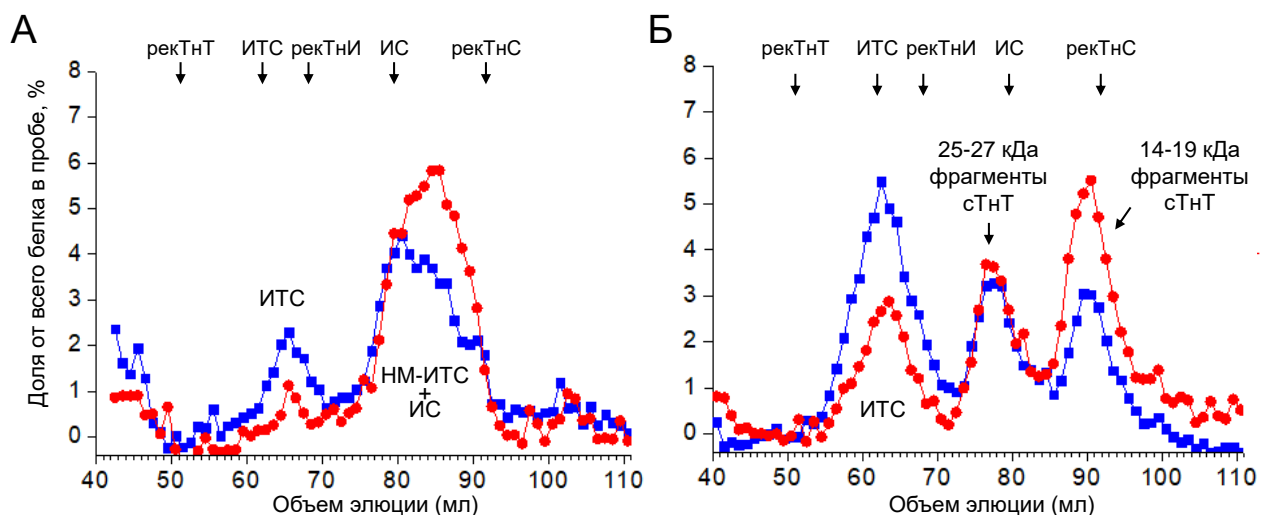 А
рекТнТ ИТС рекТнИ ИС рекТнС
Доля от всего белка в пробе, %
8
7
6
5
4
3
2
1
0
ИТС
НМ-ИТС
+
ИС
40 50 60 70 80 90 100 110
Объем элюции (мл)
Б
рекТнТ ИТС рекТнИ ИС рекТнС
8
7
6
5
4
3
2
1
0
25-27 кДа
фрагменты
сТнТ
14-19 кДа
фрагменты
сТнТ
ИТС
40 50 60 70 80 90 100 110
Объем элюции (мл)